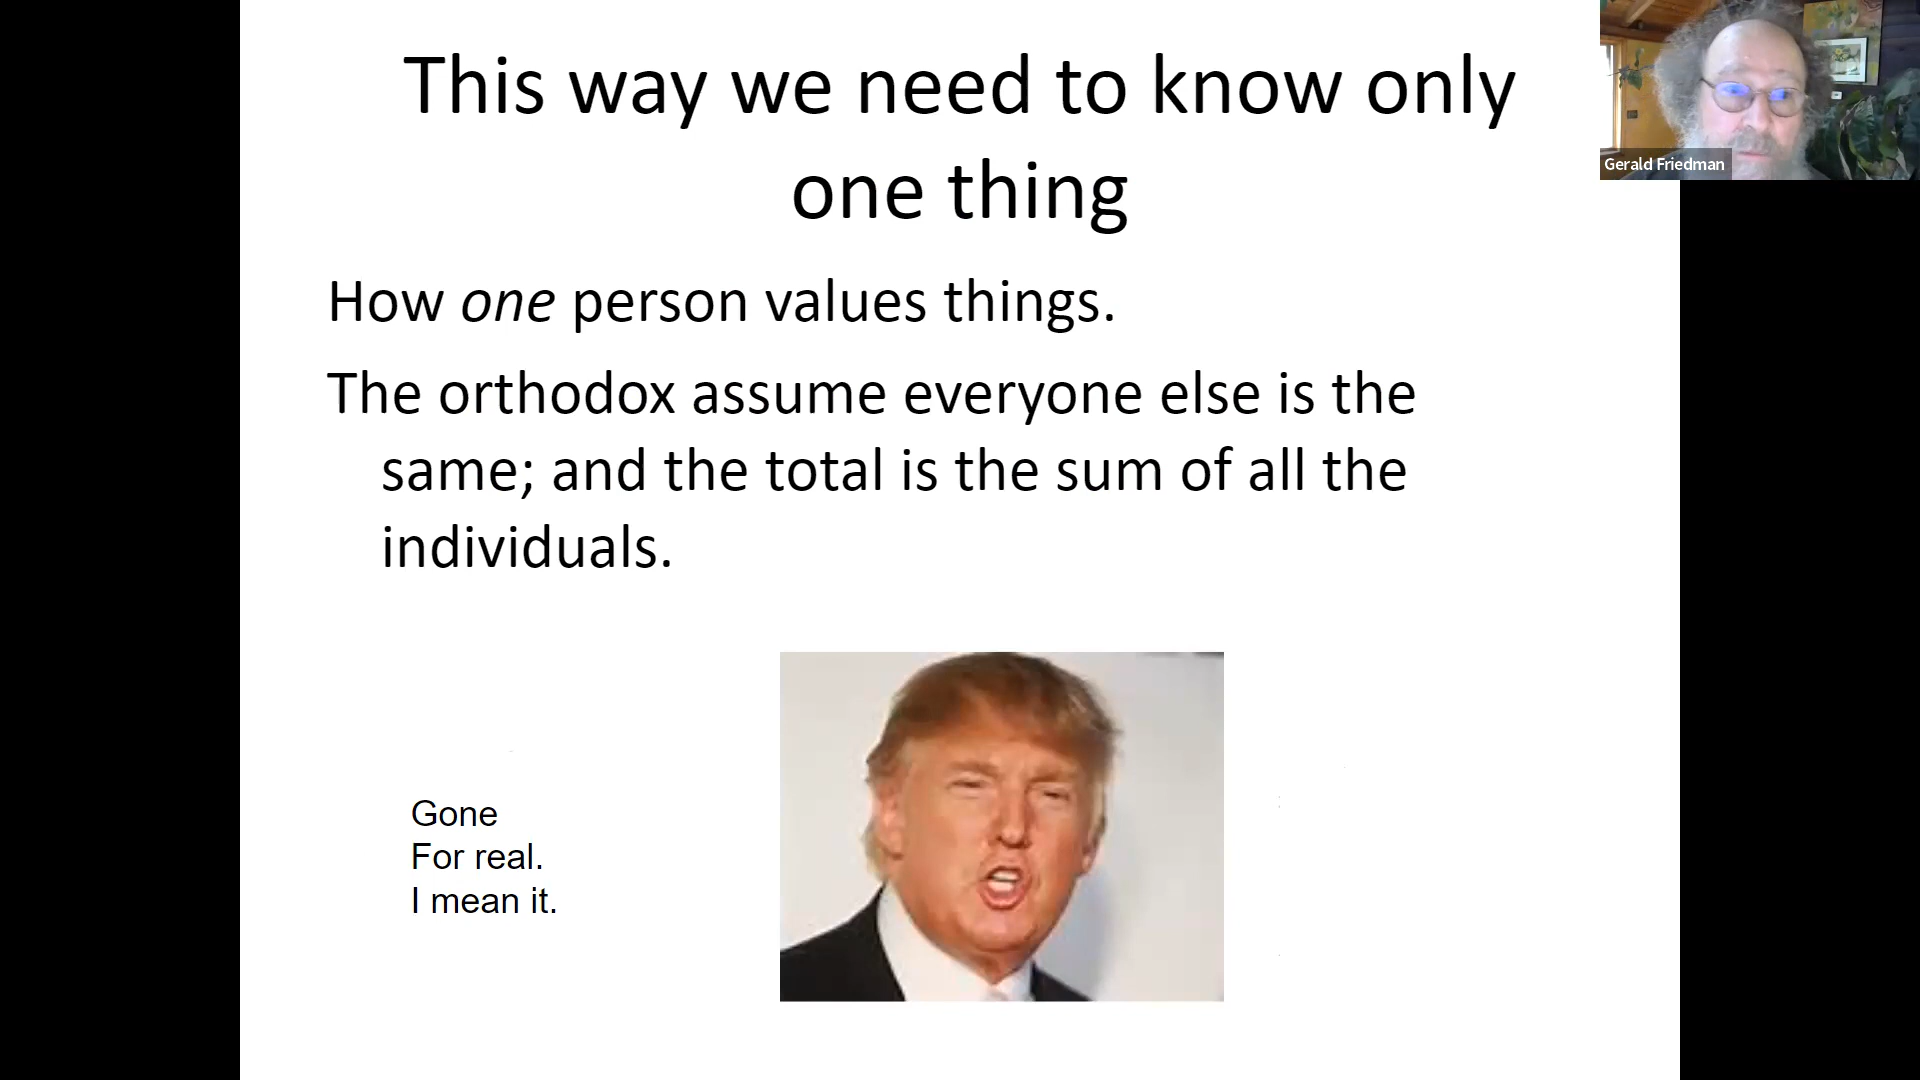 This way we need to know only
one thing
Gerald Friedman
How one person values things.
The orthodox assume everyone else is the
same; and the total is the sum of all the
individuals.
Gone
For real.
I mean it.